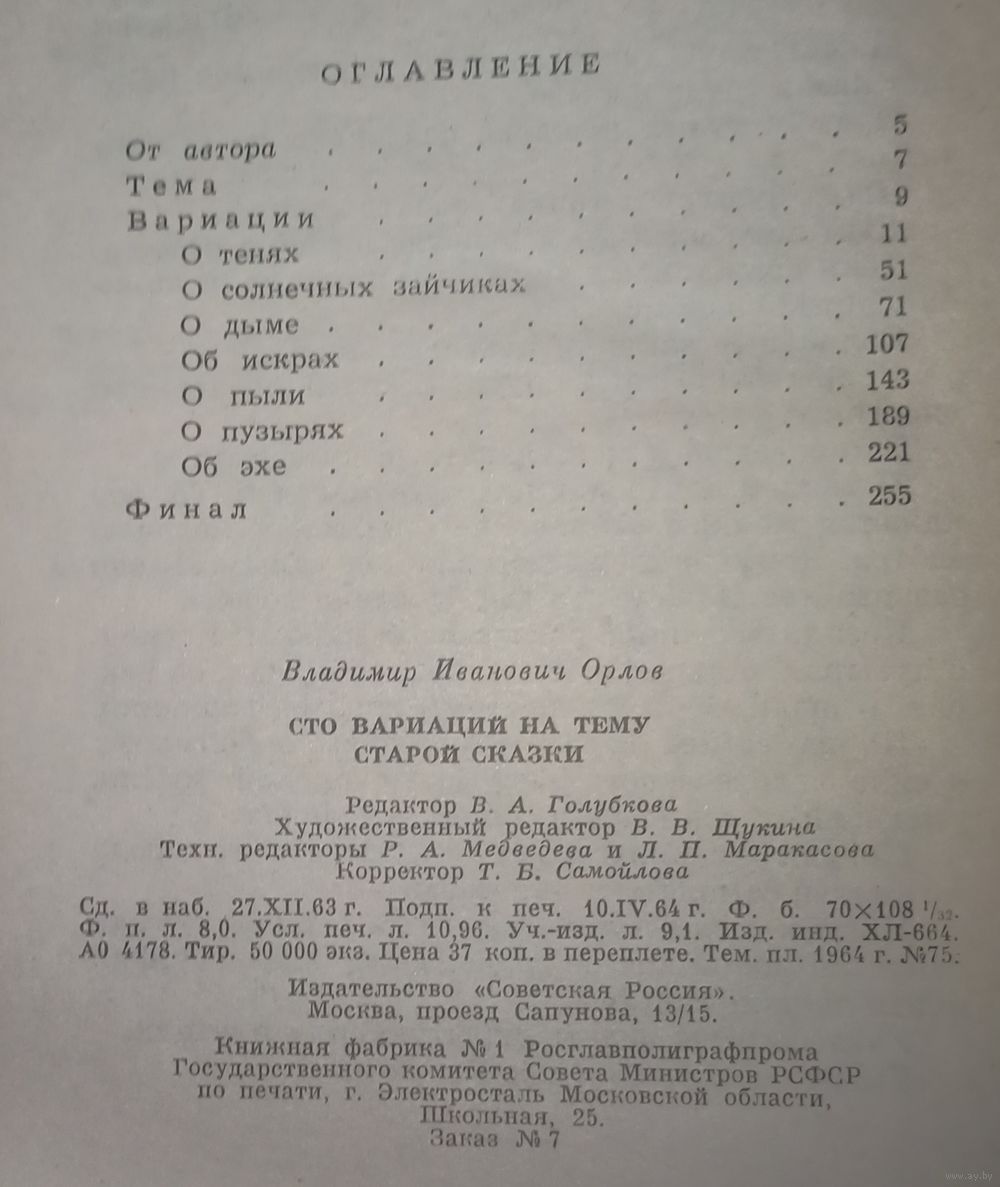 ОГЛАВЛЕНИЕ
От автора . . . . . . . . . . . 5
Тема . . . . . . . . . . . 7
Вариации . . . . . . . . . . 9
О тенях . . . . . . . . . . 11
О солнечных зайчиках . . . . . . 51
О дыме . . . . . . . . . . . 71
Об искрах . . . . . . . . . . 107
О пыли . . . . . . . . . . 143
О пузырях . . . . . . . . . . 189
Об эхе . . . . . . . . . . . 221
Финал . . . . . . . . . . . 255
Владимир Иванович Орлов
СТО ВАРИАЦИЙ НА ТЕМУ
СТАРОЙ СКАЗКИ
Редактор В. А. Голубкова
Художественный редактор В. В. Щукина
Техн. редакторы Р. А. Медведева и Л. П. Маракасова
Корректор Т. Б. Самойлова
Сд. в наб. 27.XII.63 г. Подп. к печ. 10.IV.64 г. Ф. б. 70×108 1/32.
Ф. п. л. 8,0. Усл. печ. л. 10,96. Уч.-изд. л. 9,1. Изд. инд. ХЛ-664.
А0 4178. Тир. 50 000 экз. Цена 37 коп. в переплете. Тем. пл. 1964 г. №75.
Издательство «Советская Россия».
Москва, проезд Сапунова, 13/15.
Книжная фабрика №1 Росглавполиграфпрома
Государственного комитета Совета Министров РСФСР
по печати, г. Электросталь Московской области,
Школьная, 25.
Заказ №7
www.ay.by